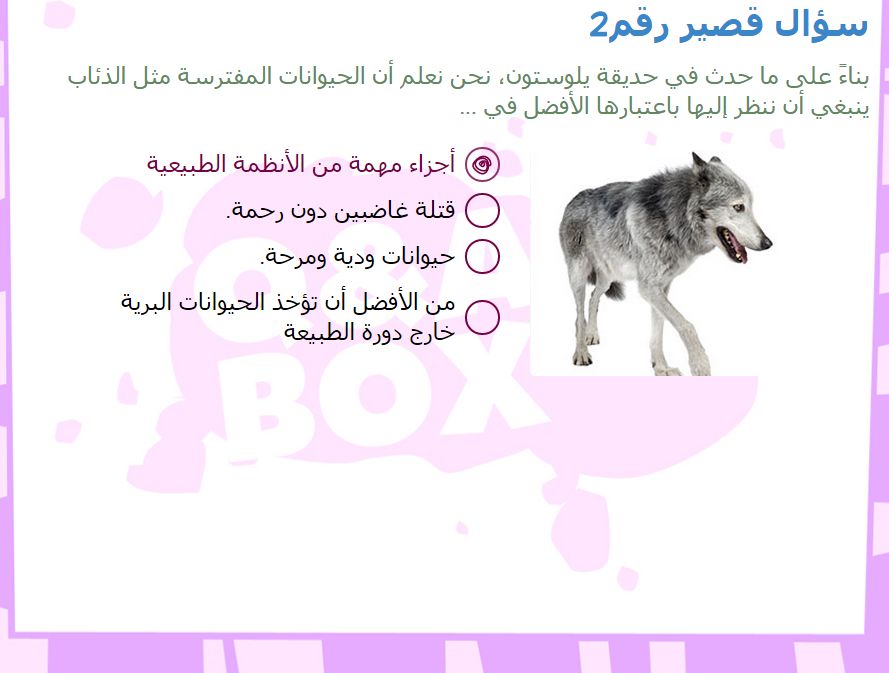 سؤال قصير رقم2
بناءً على ما حدث في حديقة يلوستون، نحن نعلم أن الحيوانات المفترسة مثل الذئاب
ينبغي أن ننظر إليها باعتبارها الأفضل في ...
أجزاء مهمة من الأنظمة الطبيعية
قتلة غاضبين دون رحمة.
حيوانات ودية ومرحة.
من الأفضل أن تؤخذ الحيوانات البرية
خارج دورة الطبيعة
Q&A
BOX